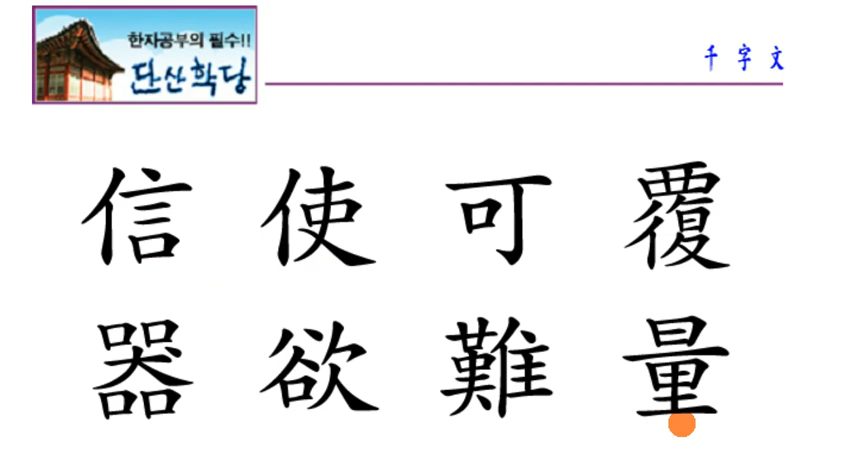 한자공부의 필수!!
단산학당
千字文
信使可覆
器欲難量